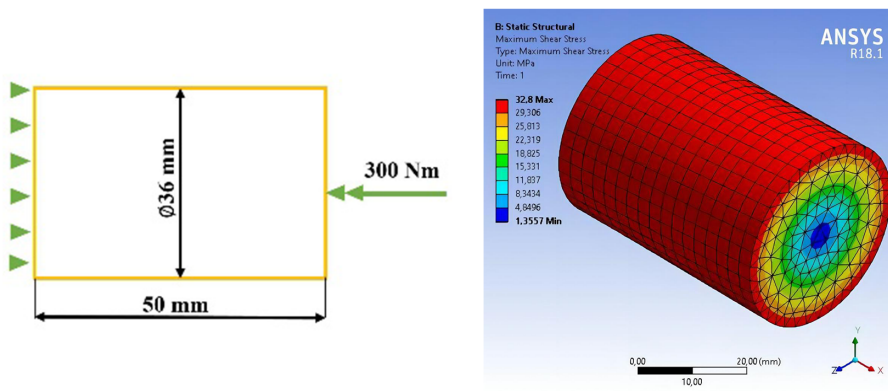 Ø36 mm
300 Nm
50 mm
B: Static Structural
Maximum Shear Stress
Type: Maximum Shear Stress
Unit: MPa
Time: 1
32,8 Max
29,306
25,813
22,319
18,825
15,331
11,837
8,3434
4,8496
1,3557 Min
ANSYS
R18.1
0,00
20,00 (mm)
10,00
Y
Z
X